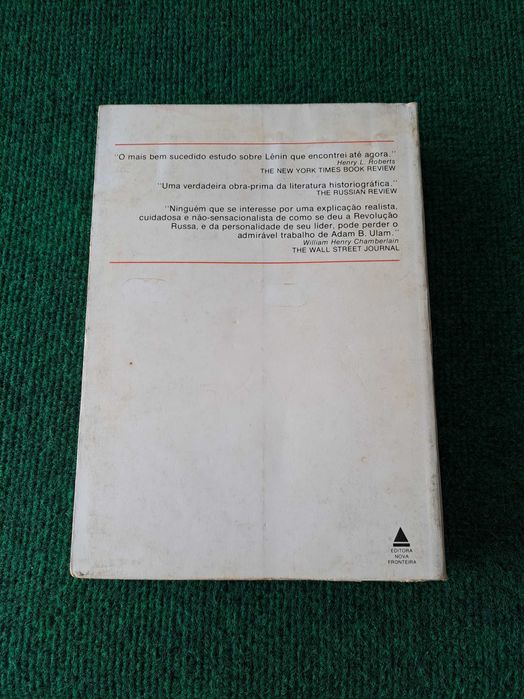 "O mais bem sucedido estudo sobre Lênin que encontrei até agora."
Henry L. Roberts
THE NEW YORK TIMES BOOK REVIEW
"Uma verdadeira obra-prima da literatura historiográfica."
THE RUSSIAN REVIEW
"Ninguém que se interesse por uma explicação realista,
cuidadosa e não-sensacionalista de como se deu a Revolução
Russa, e da personalidade de seu líder, pode perder o
admirável trabalho de Adam B. Ulam."
William Henry Chamberlain
THE WALL STREET JOURNAL
EDITORA
NOVA
FRONTEIRA